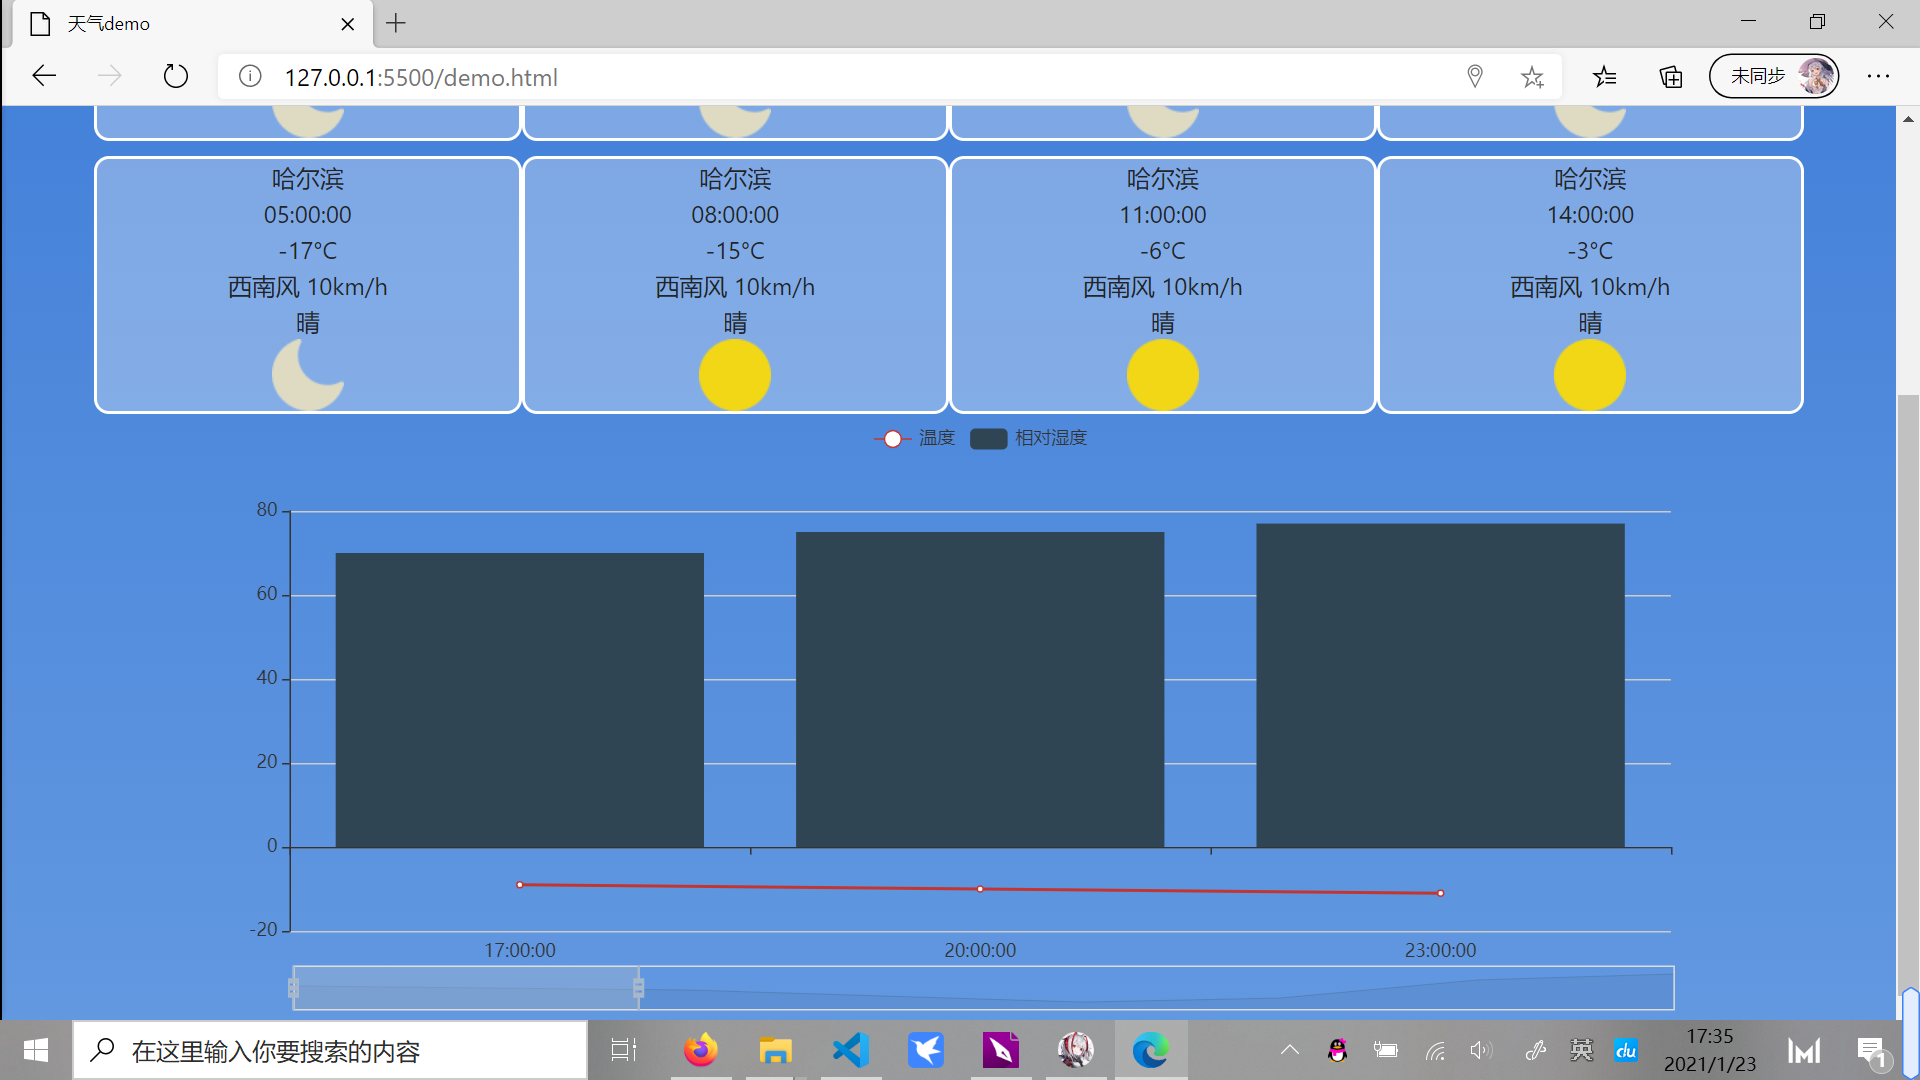 天气demo
127.0.0.1:5500/demo.html
未同步
哈尔滨 哈尔滨 哈尔滨 哈尔滨
05:00:00 08:00:00 11:00:00 14:00:00
-17°C -15°C -6°C -3°C
西南风 10km/h 西南风 10km/h 西南风 10km/h 西南风 10km/h
晴 晴 晴 晴
温度 相对湿度
80
60
40
20
0
-20
17:00:00 20:00:00 23:00:00
在这里输入你要搜索的内容
英
du
17:35
2021/1/23
1